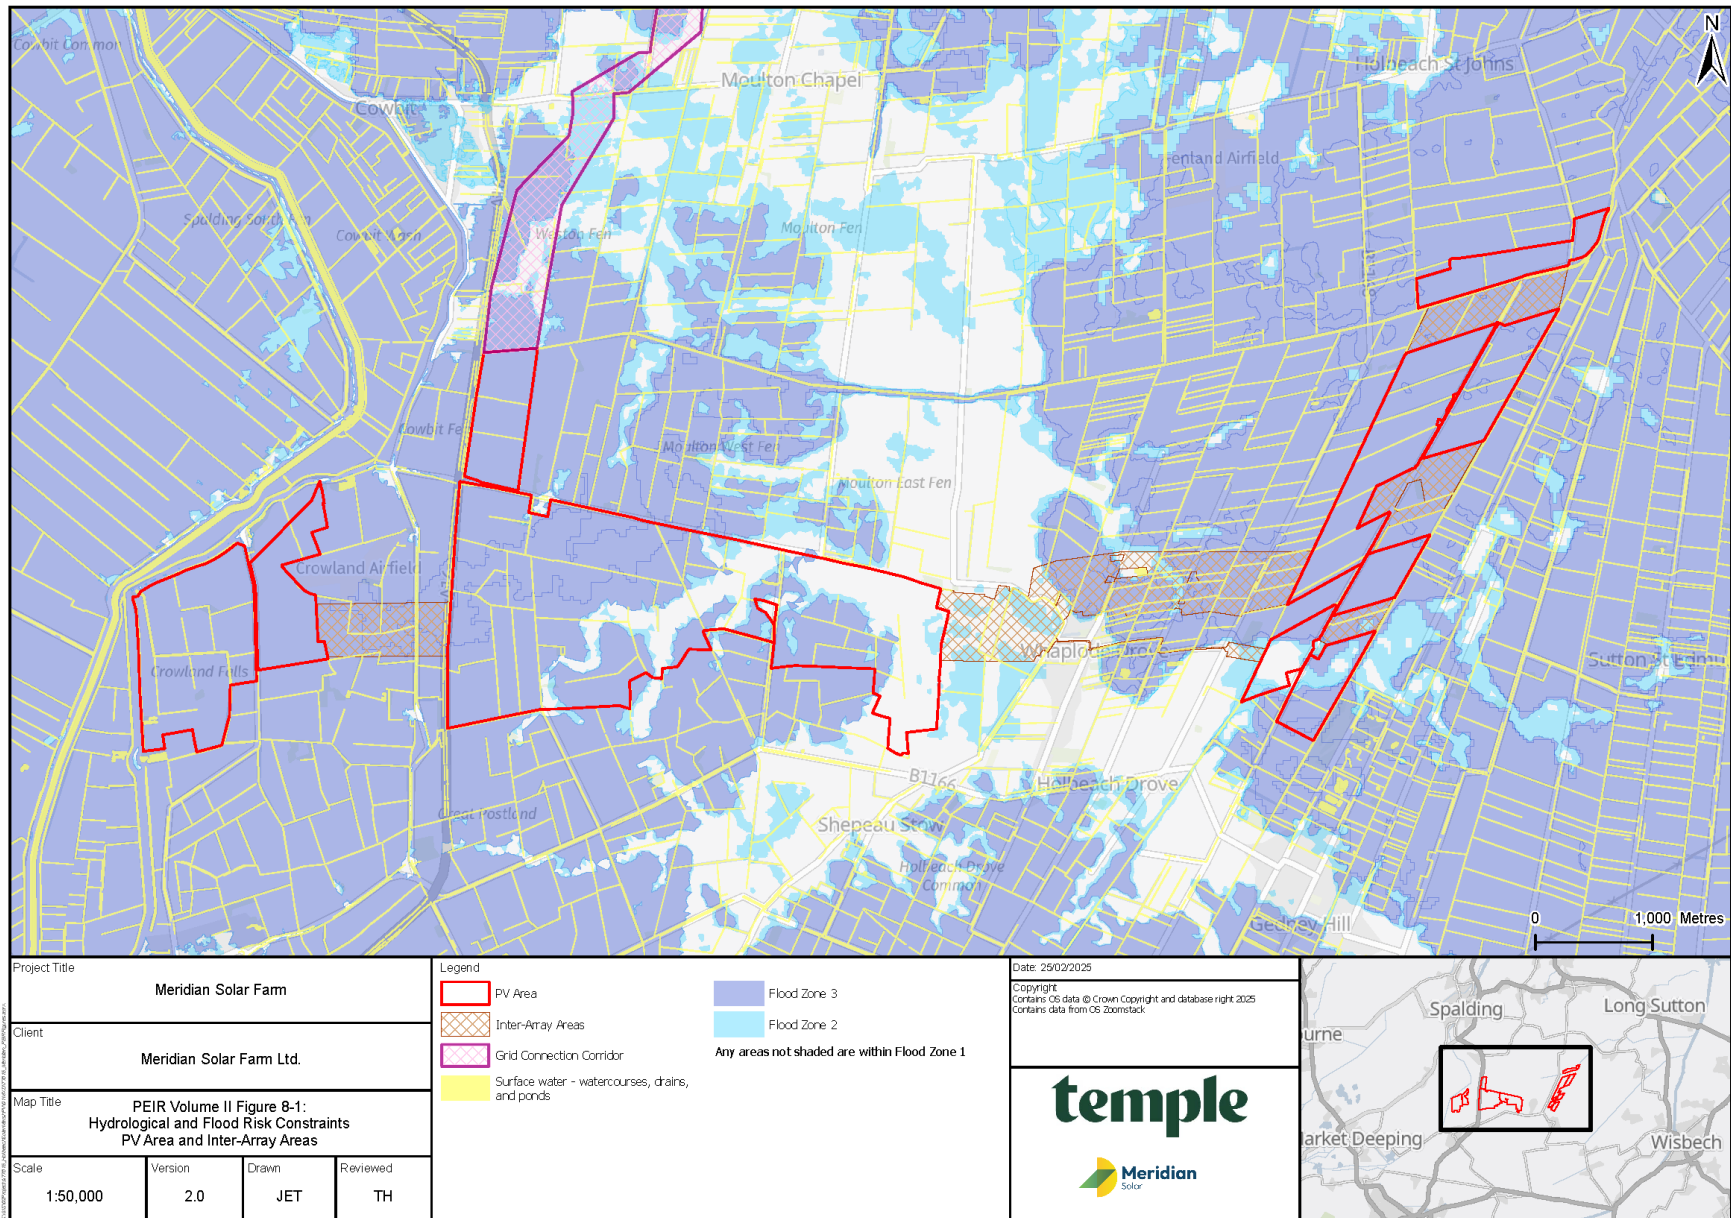 N
Cowbit Common
Moulton Chapel
Holbeach St Johns
Cowbit
Fenland Airfield
Spalding South Fen
Cowbit Wash
Weston Fen
Moulton Fen
Cowbit Fen
Moulton West Fen
Moulton East Fen
Crowland Airfield
Crowland Falls
Whaplode Drove
Sutton St Edmu
B1166
Holbeach Drove
Great Postland
Shepeau Stow
Holbeach Drove
Common
Gedney Hill
0 1,000 Metres
Project Title
Meridian Solar Farm
Client
Meridian Solar Farm Ltd.
Map Title
PEIR Volume II Figure 8-1:
Hydrological and Flood Risk Constraints
PV Area and Inter-Array Areas
Scale
1:50,000
Version
2.0
Drawn
JET
Reviewed
TH
Legend
PV Area
Inter-Array Areas
Grid Connection Corridor
Surface water - watercourses, drains,
and ponds
Flood Zone 3
Flood Zone 2
Any areas not shaded are within Flood Zone 1
Date: 25/02/2025
Copyright
Contains OS data © Crown Copyright and database right 2025
Contains data from OS Zoomstack
temple
Meridian
Solar
Spalding
Long Sutton
ourne
arket Deeping
Wisbech